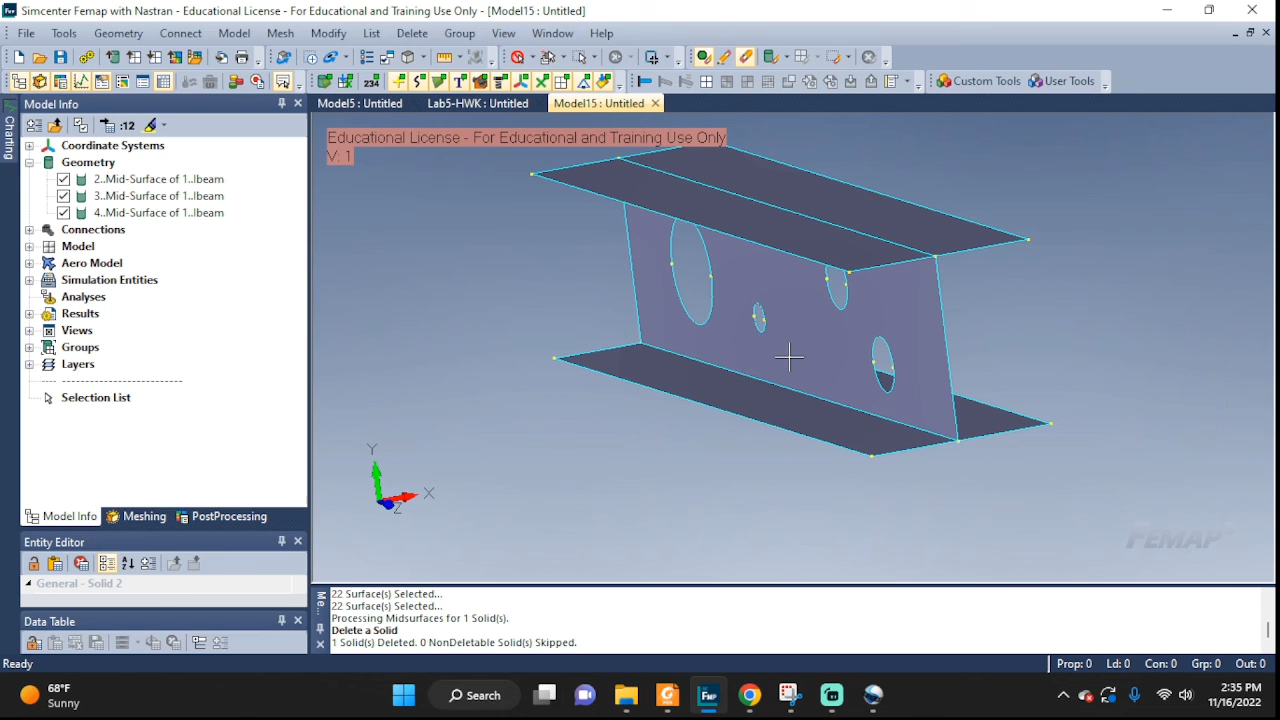 Simcenter Femap with Nastran - Educational License - For Educational and Training Use Only - [Model15 : Untitled]
File Tools Geometry Connect Model Mesh Modify List Delete Group View Window Help
234
Custom Tools User Tools
Model Info
Model5 : Untitled Lab5-HWK : Untitled Model15 : Untitled
:12
Charting
Coordinate Systems
Geometry
2..Mid-Surface of 1..Ibeam
3..Mid-Surface of 1..Ibeam
4..Mid-Surface of 1..Ibeam
Connections
Model
Aero Model
Simulation Entities
Analyses
Results
Views
Groups
Layers
Selection List
Educational License - For Educational and Training Use Only
V: 1
Y
X
Z
FEMAP
Model Info Meshing PostProcessing
Entity Editor
General - Solid 2
Data Table
Me...
22 Surface(s) Selected...
22 Surface(s) Selected...
Processing Midsurfaces for 1 Solid(s).
Delete a Solid
1 Solid(s) Deleted. 0 NonDeletable Solid(s) Skipped.
Ready
Prop: 0 Ld: 0 Con: 0 Grp: 0 Out: 0
68°F
Sunny
Search
FMP
2:35 PM
11/16/2022